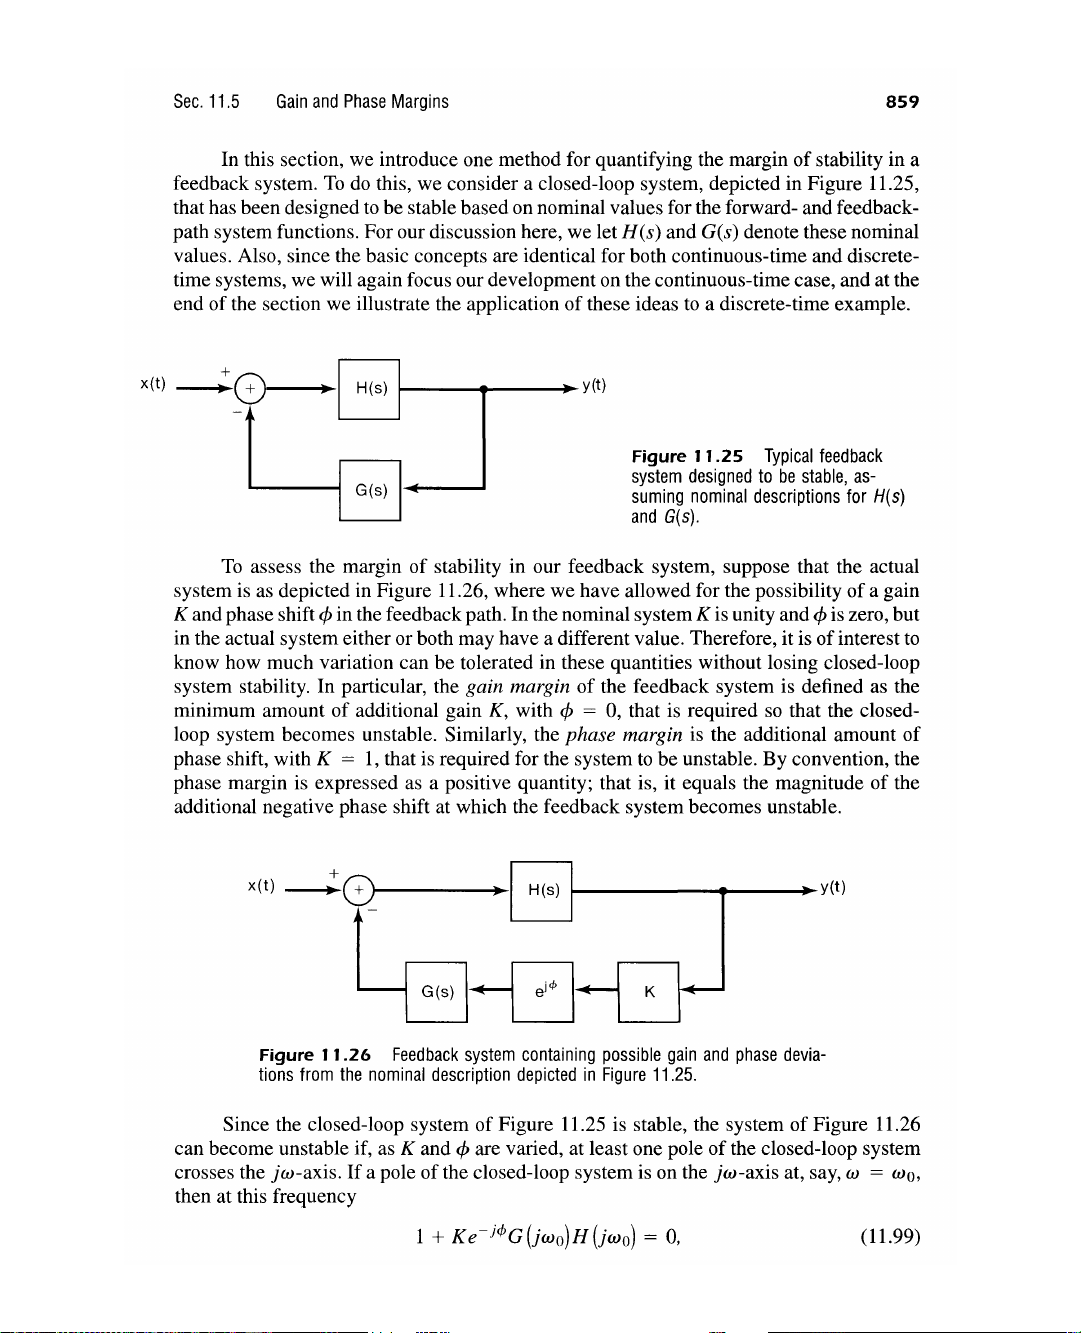 Sec. 11.5 Gain and Phase Margins 859
In this section, we introduce one method for quantifying the margin of stability in a
feedback system. To do this, we consider a closed-loop system, depicted in Figure 11.25,
that has been designed to be stable based on nominal values for the forward- and feedback-
path system functions. For our discussion here, we let H(s) and G(s) denote these nominal
values. Also, since the basic concepts are identical for both continuous-time and discrete-
time systems, we will again focus our development on the continuous-time case, and at the
end of the section we illustrate the application of these ideas to a discrete-time example.
x(t) + + H(s) y(t)
−
G(s)
Figure 11.25 Typical feedback
system designed to be stable, as-
suming nominal descriptions for H(s)
and G(s).
To assess the margin of stability in our feedback system, suppose that the actual
system is as depicted in Figure 11.26, where we have allowed for the possibility of a gain
K and phase shift ϕ in the feedback path. In the nominal system K is unity and ϕ is zero, but
in the actual system either or both may have a different value. Therefore, it is of interest to
know how much variation can be tolerated in these quantities without losing closed-loop
system stability. In particular, the gain margin of the feedback system is defined as the
minimum amount of additional gain K, with ϕ = 0, that is required so that the closed-
loop system becomes unstable. Similarly, the phase margin is the additional amount of
phase shift, with K = 1, that is required for the system to be unstable. By convention, the
phase margin is expressed as a positive quantity; that is, it equals the magnitude of the
additional negative phase shift at which the feedback system becomes unstable.
x(t) + + H(s) y(t)
−
G(s) e^{jϕ} K
Figure 11.26 Feedback system containing possible gain and phase devia-
tions from the nominal description depicted in Figure 11.25.
Since the closed-loop system of Figure 11.25 is stable, the system of Figure 11.26
can become unstable if, as K and ϕ are varied, at least one pole of the closed-loop system
crosses the jω-axis. If a pole of the closed-loop system is on the jω-axis at, say, ω = ω₀,
then at this frequency
1 + Ke^{−jϕ}G(jω₀)H(jω₀) = 0, (11.99)